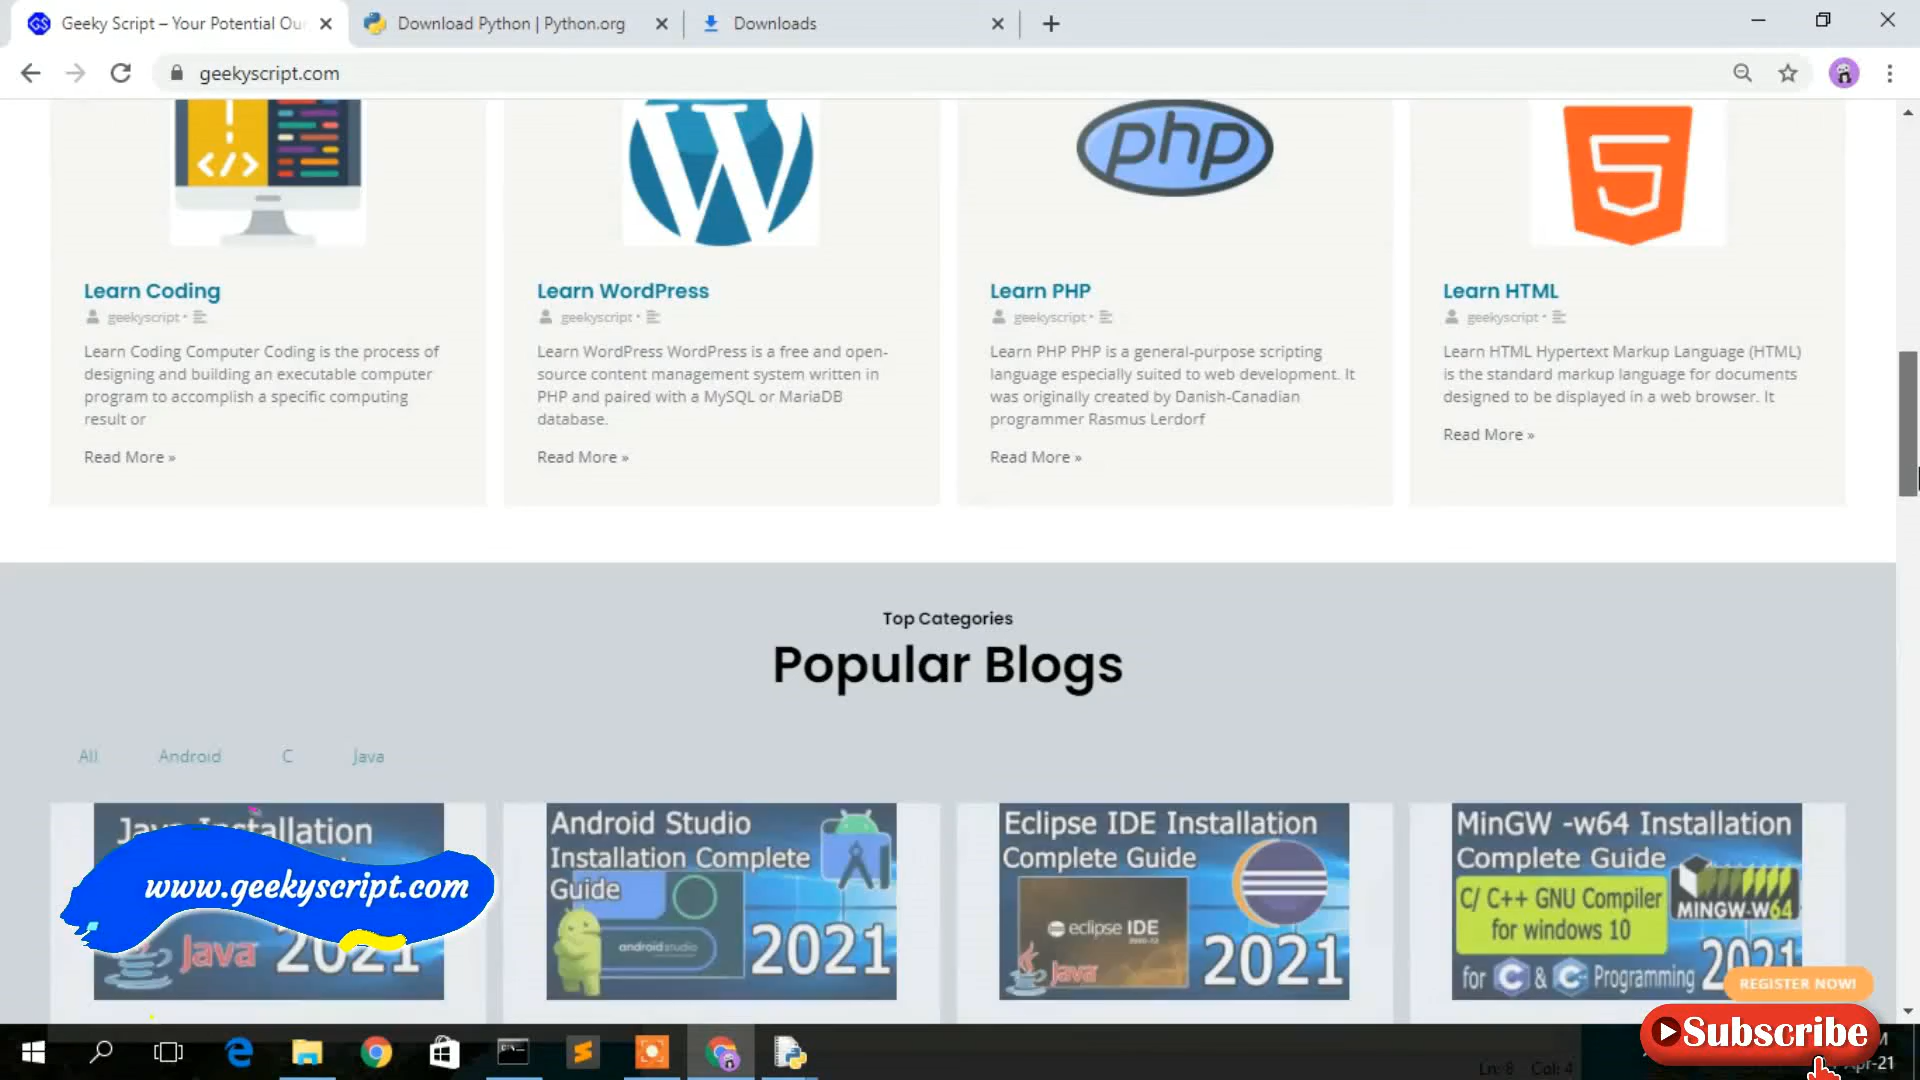 Geeky Script – Your Potential Our
Download Python | Python.org
Downloads
geekyscript.com
php
Learn Coding
Learn WordPress
Learn PHP
Learn HTML
geekyscript •
geekyscript •
geekyscript •
geekyscript •
Learn Coding Computer Coding is the process of
designing and building an executable computer
program to accomplish a specific computing
result or
Read More »
Learn WordPress WordPress is a free and open-
source content management system written in
PHP and paired with a MySQL or MariaDB
database.
Read More »
Learn PHP PHP is a general-purpose scripting
language especially suited to web development. It
was originally created by Danish-Canadian
programmer Rasmus Lerdorf
Read More »
Learn HTML Hypertext Markup Language (HTML)
is the standard markup language for documents
designed to be displayed in a web browser. It
Read More »
Top Categories
Popular Blogs
All
Android
C
Java
Java Installation
www.geekyscript.com
Java 2021
Android Studio
Installation Complete
Guide
android studio
2021
Eclipse IDE Installation
Complete Guide
eclipse IDE
Java
2021
MinGW -w64 Installation
Complete Guide
C/ C++ GNU Compiler
for windows 10
MINGW-W64
for C & C++ Programming 2021
REGISTER NOW!
Subscribe
Ln: 8 Col: 4
Apr-21